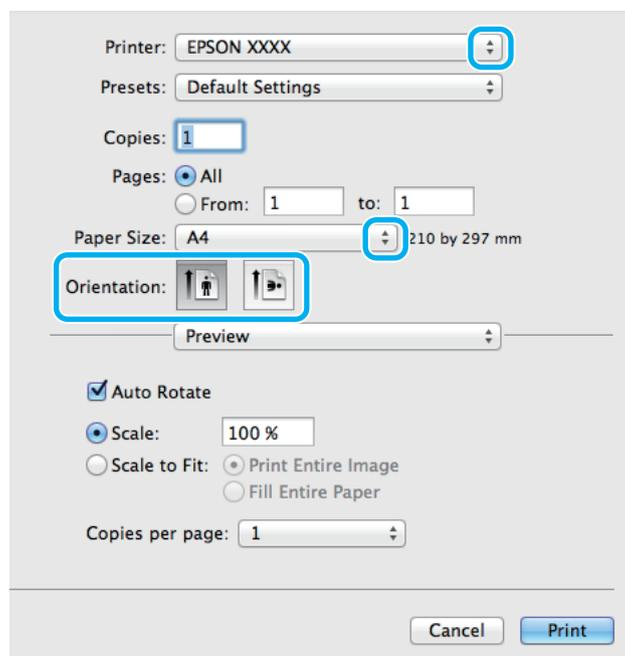 Printer: EPSON XXXX
Presets: Default Settings
Copies: 1
Pages: All
From: 1 to: 1
Paper Size: A4 210 by 297 mm
Orientation:
Preview
Auto Rotate
Scale: 100 %
Scale to Fit: Print Entire Image
Fill Entire Paper
Copies per page: 1
Cancel Print